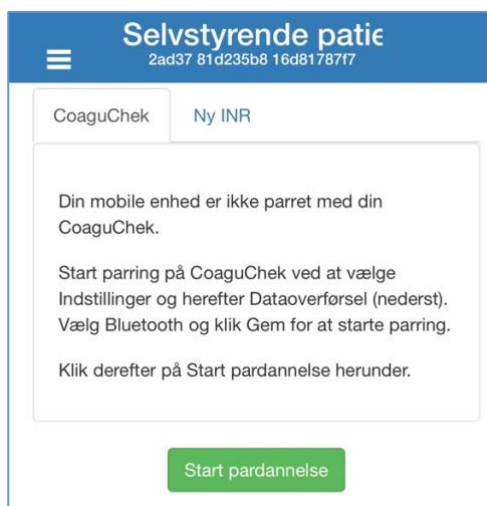 Selvstyrende patie
2ad37 81d235b8 16d81787f7
CoaguChek
Ny INR
Din mobile enhed er ikke parret med din
CoaguChek.
Start parring på CoaguChek ved at vælge
Indstillinger og herefter Dataoverførsel (nederst).
Vælg Bluetooth og klik Gem for at starte parring.
Klik derefter på Start pardannelse herunder.
Start pardannelse